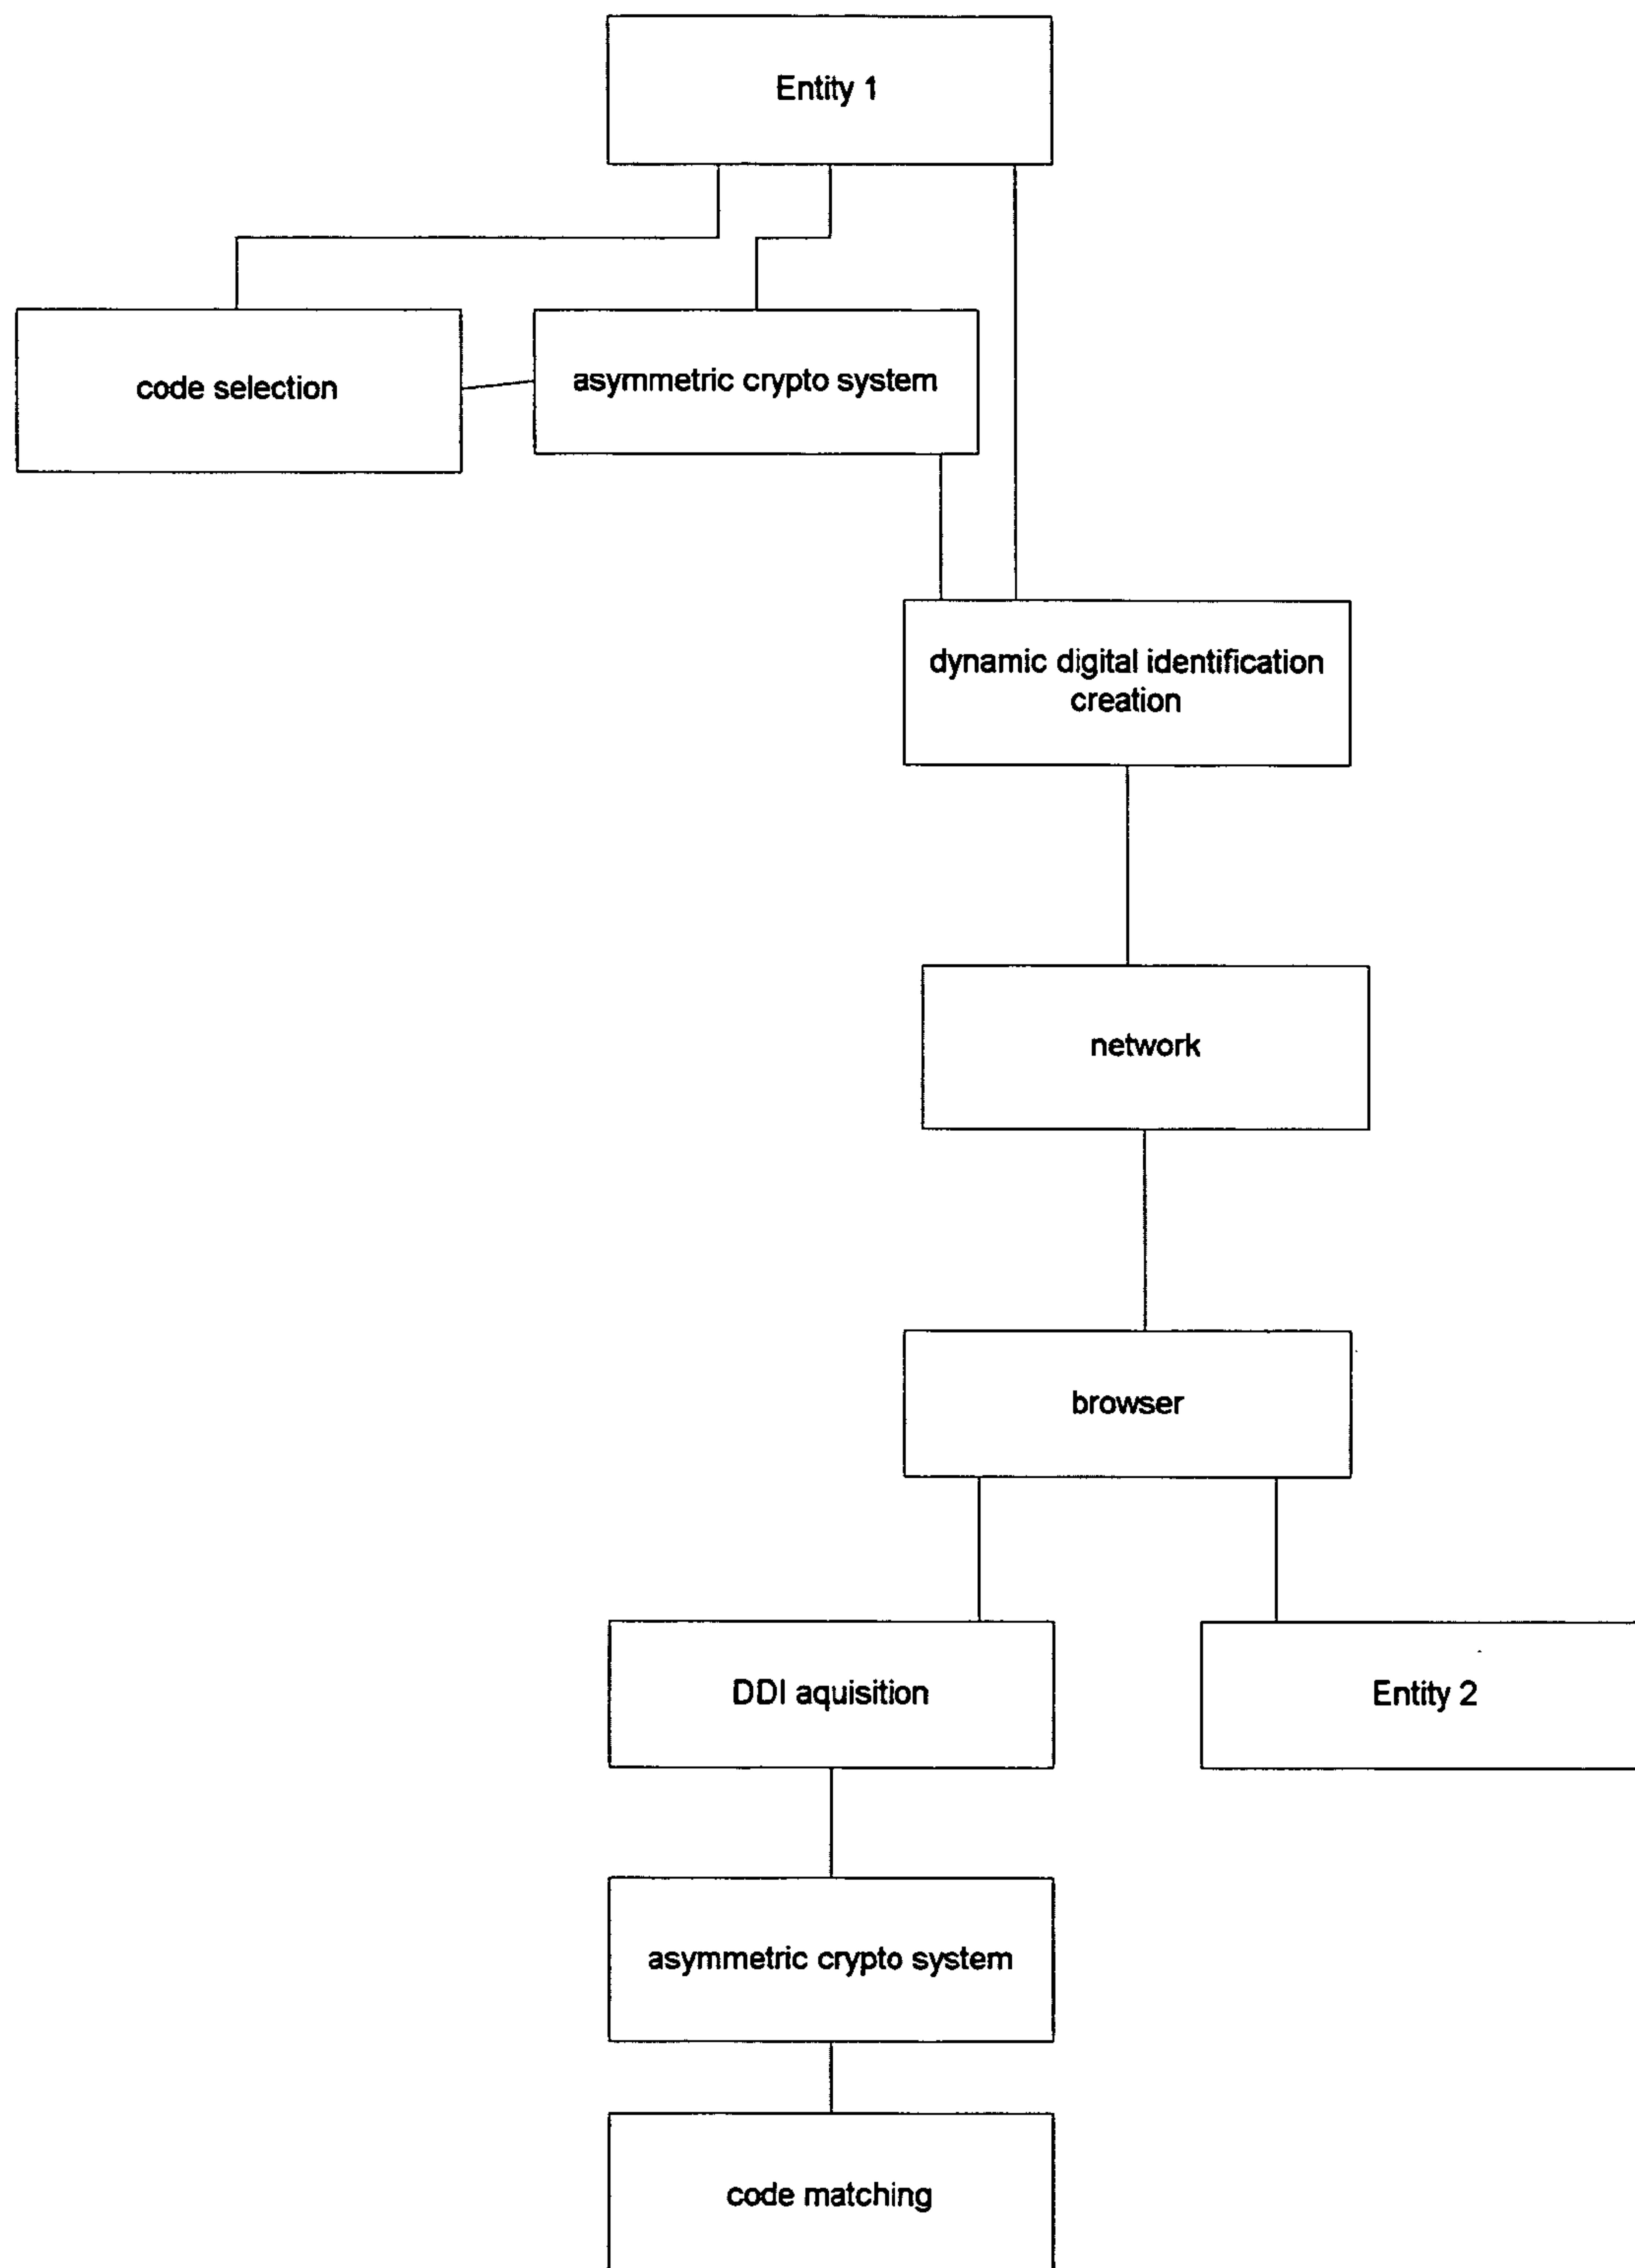 Entity 1
code selection
asymmetric crypto system
dynamic digital identification
creation
network
browser
DDI aquisition
Entity 2
asymmetric crypto system
code matching